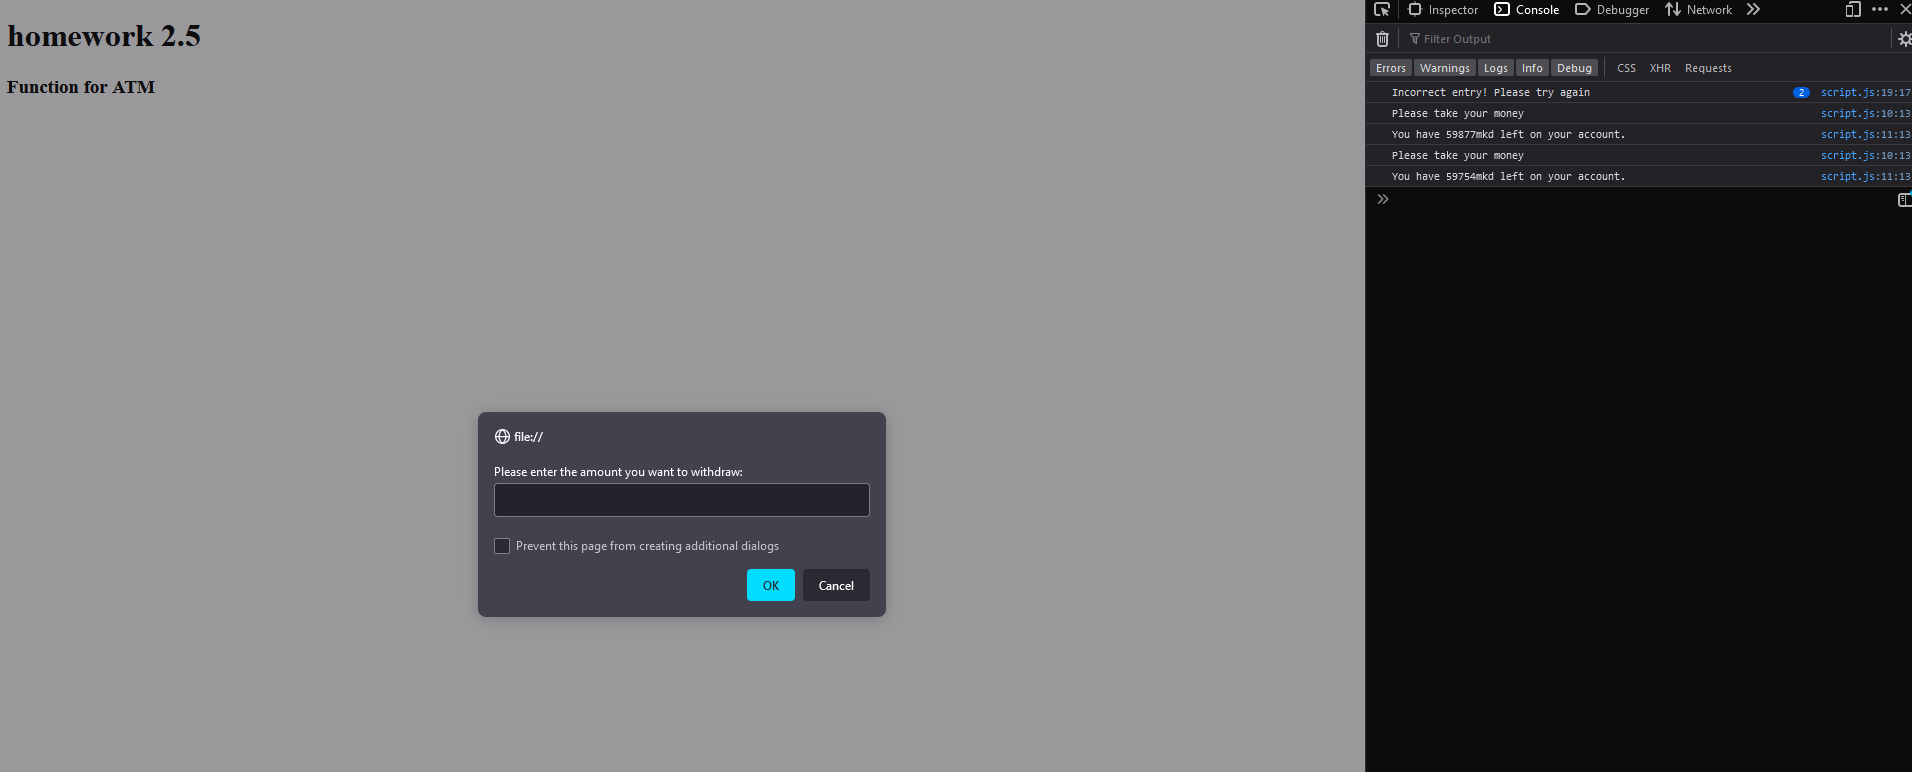 homework 2.5
Function for ATM
file://
Please enter the amount you want to withdraw:
Prevent this page from creating additional dialogs
OK Cancel
Inspector Console Debugger Network
Filter Output
Errors Warnings Logs Info Debug CSS XHR Requests
Incorrect entry! Please try again 2 script.js:19:17
Please take your money script.js:10:13
You have 59877mkd left on your account. script.js:11:13
Please take your money script.js:10:13
You have 59754mkd left on your account. script.js:11:13